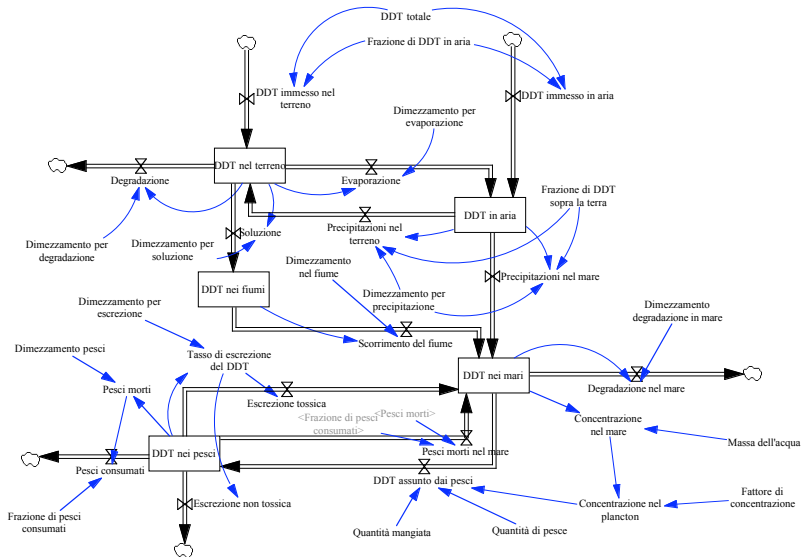 DDT totale
Frazione di DDT in aria
DDT immesso nel
terreno
DDT immesso in aria
Dimezzamento per
evaporazione
DDT nel terreno
Degradazione
Evaporazione
Frazione di DDT
sopra la terra
DDT in aria
Dimezzamento per
degradazione
Dimezzamento per
soluzione
Soluzione
Precipitazioni nel
terreno
Dimezzamento
nel fiume
DDT nei fiumi
Precipitazioni nel mare
Dimezzamento per
precipitazione
Dimezzamento per
escrezione
Dimezzamento
degradazione in mare
Scorrimento del fiume
Dimezzamento pesci
Tasso di escrezione
del DDT
DDT nei mari
Pesci morti
Degradazione nel mare
Escrezione tossica
<Frazione di pesci
consumati>
<Pesci morti>
Concentrazione
nel mare
Massa dell'acqua
DDT nei pesci
Pesci morti nel mare
Pesci consumati
DDT assunto dai pesci
Escrezione non tossica
Concentrazione nel
plancton
Fattore di
concentrazione
Frazione di pesci
consumati
Quantità mangiata
Quantità di pesce